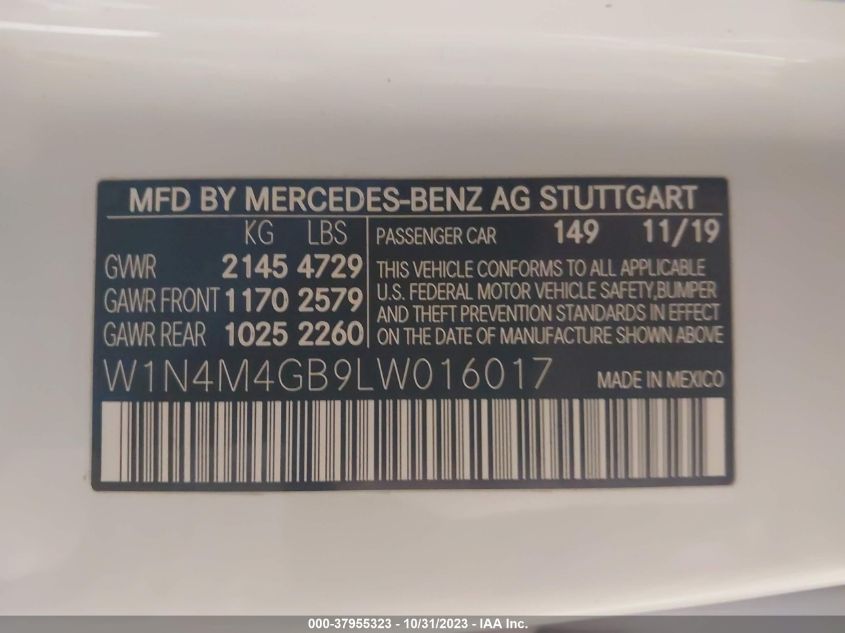 MFD BY MERCEDES-BENZ AG STUTTGART
KG LBS
GVWR 2145 4729
GAWR FRONT 1170 2579
GAWR REAR 1025 2260
PASSENGER CAR 149 11/19
THIS VEHICLE CONFORMS TO ALL APPLICABLE
U.S. FEDERAL MOTOR VEHICLE SAFETY,BUMPER
AND THEFT PREVENTION STANDARDS IN EFFECT
ON THE DATE OF MANUFACTURE SHOWN ABOVE
W1N4M4GB9LW016017 MADE IN MEXICO
000-37955323 - 10/31/2023 - IAA Inc.